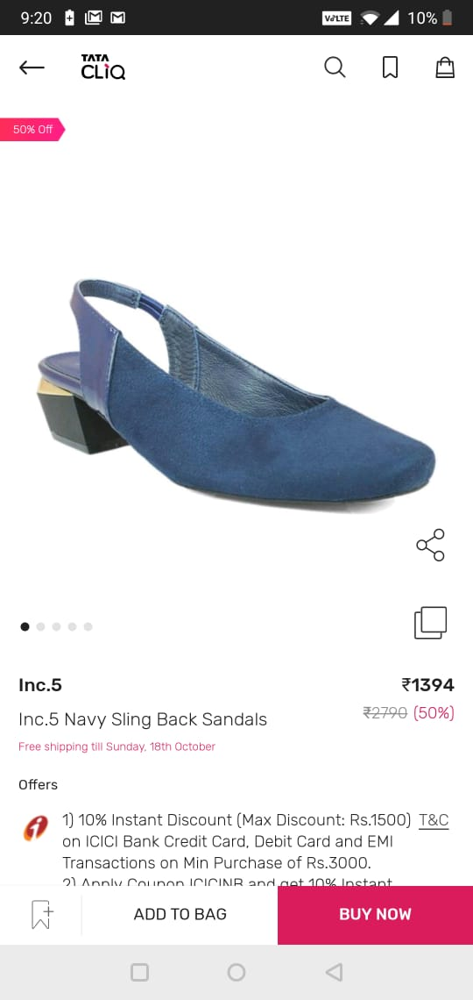 9:20
VoLTE
10%
TATA
CLiQ
50% Off
Inc.5
₹1394
Inc.5 Navy Sling Back Sandals
₹2790 (50%)
Free shipping till Sunday, 18th October
Offers
1) 10% Instant Discount (Max Discount: Rs.1500) T&C
on ICICI Bank Credit Card, Debit Card and EMI
Transactions on Min Purchase of Rs.3000.
2) Apply Coupon ICICINB and get 10% Instant
ADD TO BAG
BUY NOW